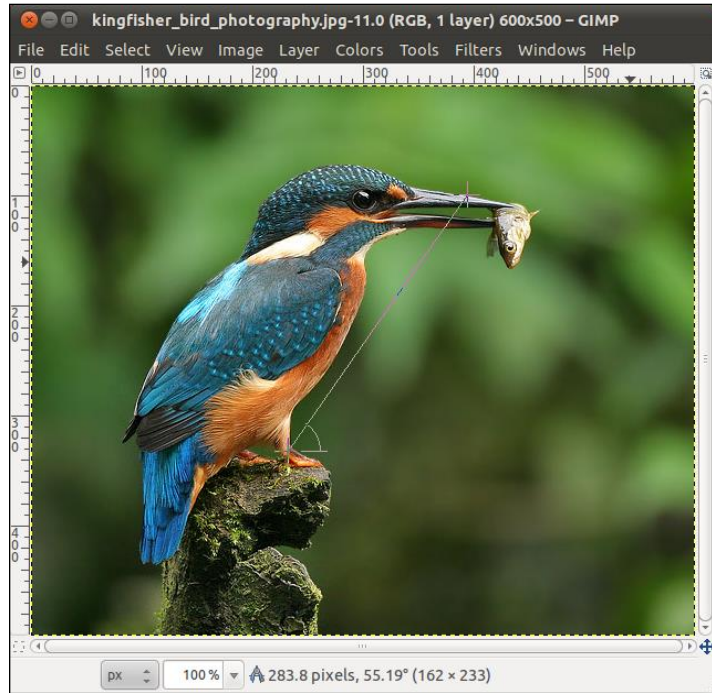 kingfisher_bird_photography.jpg-11.0 (RGB, 1 layer) 600x500 – GIMP
File Edit Select View Image Layer Colors Tools Filters Windows Help
0 100 200 300 400 500
0
100
200
300
400
px 100 % 283.8 pixels, 55.19° (162 × 233)